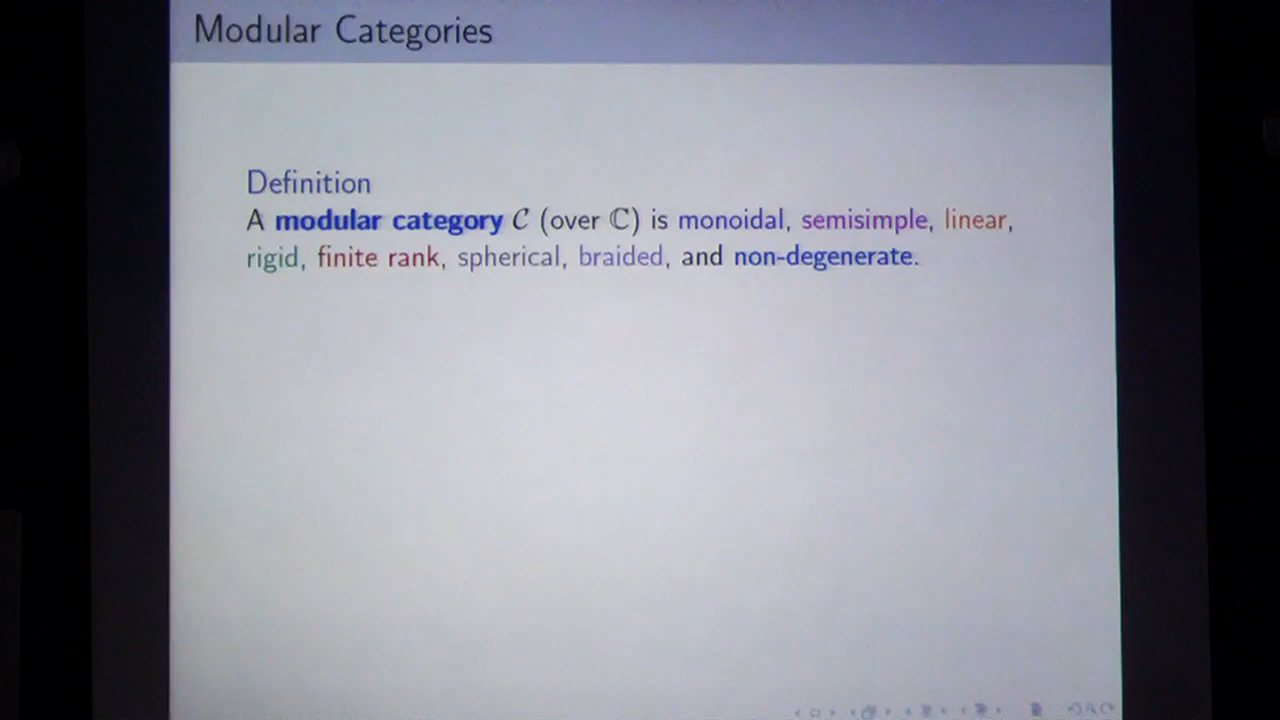 Modular Categories
Definition
A modular category 𝒞 (over ℂ) is monoidal, semisimple, linear,
rigid, finite rank, spherical, braided, and non-degenerate.